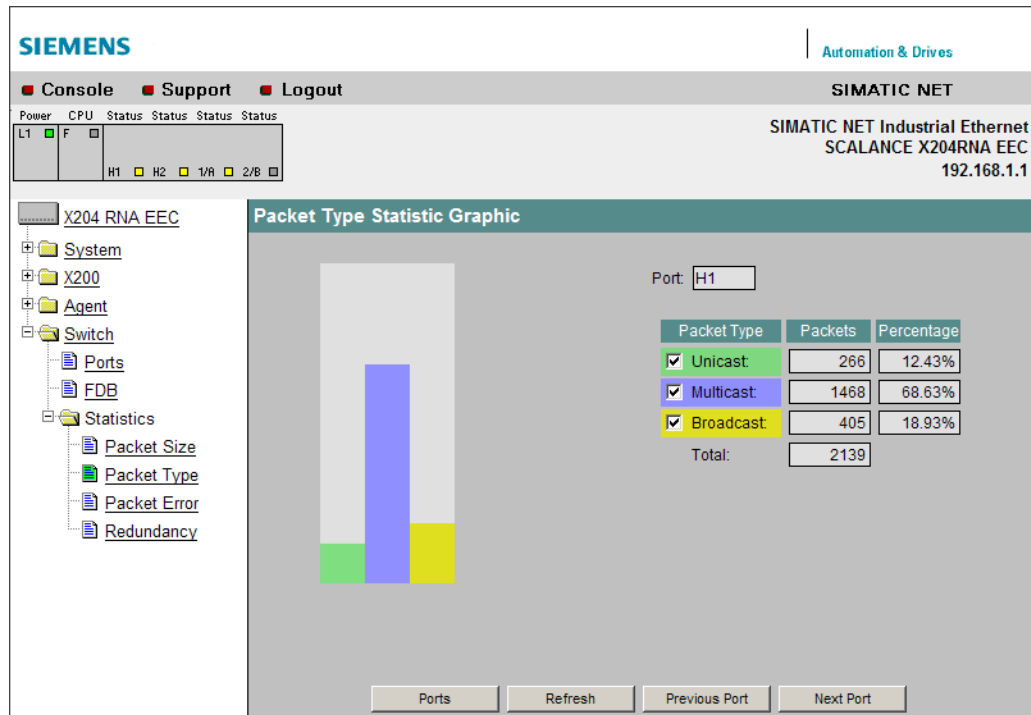 SIEMENS
Automation & Drives
Console Support Logout SIMATIC NET
Power CPU Status Status Status Status
L1 F
H1 H2 1/A 2/B
SIMATIC NET Industrial Ethernet
SCALANCE X204RNA EEC
192.168.1.1
X204 RNA EEC
System
X200
Agent
Switch
Ports
FDB
Statistics
Packet Size
Packet Type
Packet Error
Redundancy
Packet Type Statistic Graphic
Port: H1
Packet Type Packets Percentage
Unicast: 266 12.43%
Multicast: 1468 68.63%
Broadcast: 405 18.93%
Total: 2139
Ports Refresh Previous Port Next Port